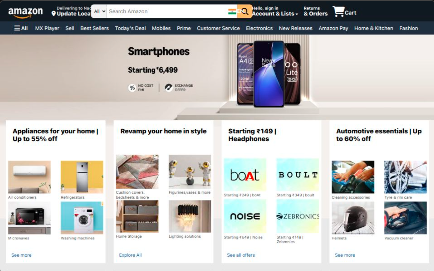 amazon
Delivering to
Update Loca
All
Search Amazon
Hello, sign in
Account & Lists
Returns
& Orders
Cart
All MX Player Sell Best Sellers Today's Deal Mobiles Prime Customer Service Electronics New Releases Amazon Pay Home & Kitchen Fashion
Smartphones
Starting ₹6,499
NO COST
EMI
EXCHANGE
OFFER
Appliances for your home |
Up to 55% off
Air conditioners
Refrigerators
Microwaves
Washing machines
See more
Revamp your home in style
Cushion covers,
bedsheets & more
Figurines, vases & more
Home storage
Lighting solutions
Explore All
Starting ₹149 |
Headphones
boAt
BOULT
Starting ₹249 | boAt
Starting ₹349 | boult
NOISE
ZEBRONICS
Starting ₹649 | Noise
Starting ₹149 |
Zebronics
See all offers
Automotive essentials | Up
to 60% off
Cleaning accessories
Tyre & rim care
Helmets
Vacuum cleaner
See more